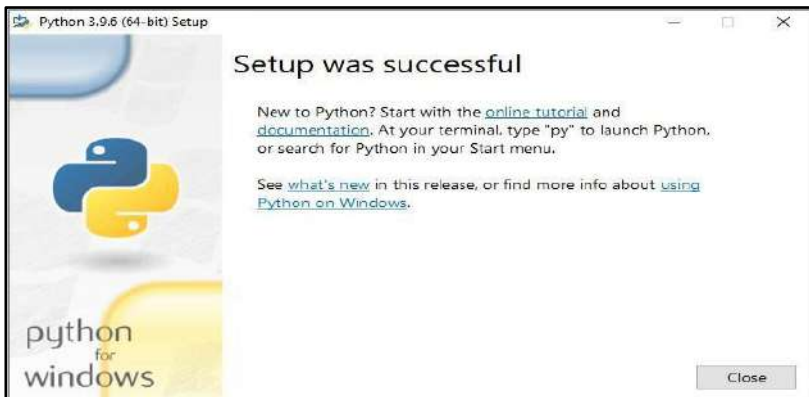 Python 3.9.6 (64-bit) Setup
Setup was successful
New to Python? Start with the online tutorial and
documentation. At your terminal, type "py" to launch Python,
or search for Python in your Start menu.
See what's new in this release, or find more info about using
Python on Windows.
python
for
windows
Close